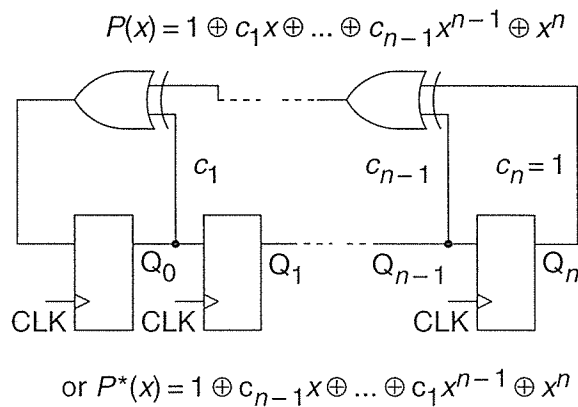 P(x) = 1 ⊕ c₁x ⊕ ... ⊕ cₙ₋₁xⁿ⁻¹ ⊕ xⁿ
c₁ cₙ₋₁ cₙ = 1
Q₀ Q₁ Qₙ₋₁ Qₙ
CLK CLK CLK
or P*(x) = 1 ⊕ cₙ₋₁x ⊕ ... ⊕ c₁xⁿ⁻¹ ⊕ xⁿ